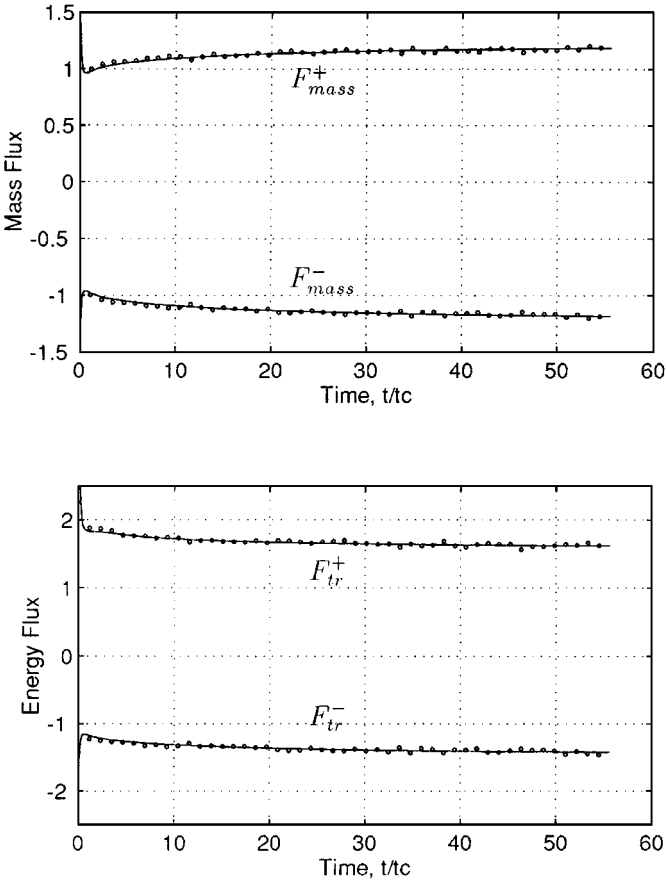 1.5
1
0.5
0
-0.5
-1
-1.5
Mass Flux
F^+_{mass}
F^-_{mass}
0 10 20 30 40 50 60
Time, t/tc
2
1
0
-1
-2
Energy Flux
F^+_{tr}
F^-_{tr}
0 10 20 30 40 50 60
Time, t/tc